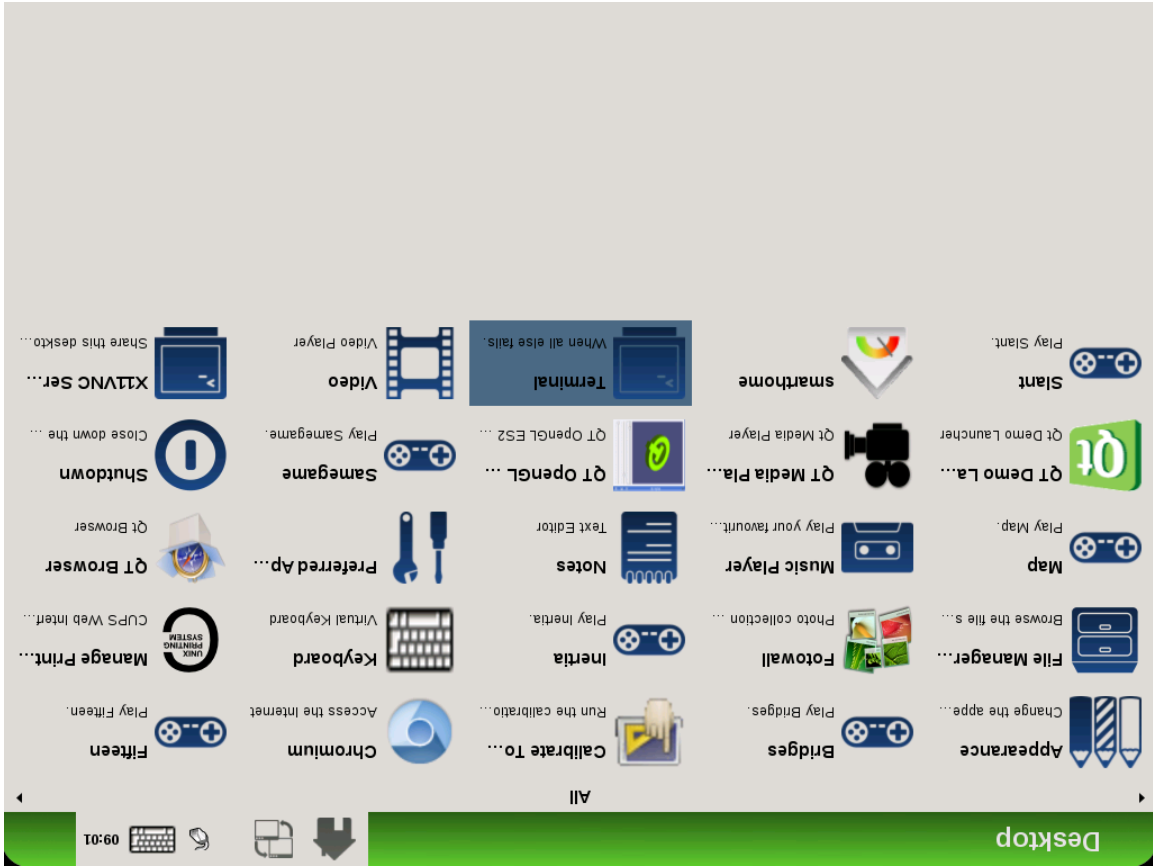 Desktop
09:01
All
Appearance
Change the appe...
Bridges
Play Bridges.
Calibrate To...
Run the calibratio...
Chromium
Access the Internet
Fifteen
Play Fifteen.
File Manager...
Browse the file s...
Fotowall
Photo collection ...
Inertia
Play Inertia.
Keyboard
Virtual Keyboard
UNIX
PRINTING
SYSTEM
Manage Print...
CUPS Web Interf...
Map
Play Map.
Music Player
Play your favourit...
Notes
Text Editor
Preferred Ap...
QT Browser
Qt Browser
Qt
QT Demo La...
Qt Demo Launcher
QT Media Pla...
Qt Media Player
QT OpenGL ...
QT OpenGL ES2 ...
Samegame
Play Samegame.
Shutdown
Close down the ...
Slant
Play Slant.
smarthome
Terminal
When all else fails.
Video
Video Player
X11VNC Ser...
Share this deskto...